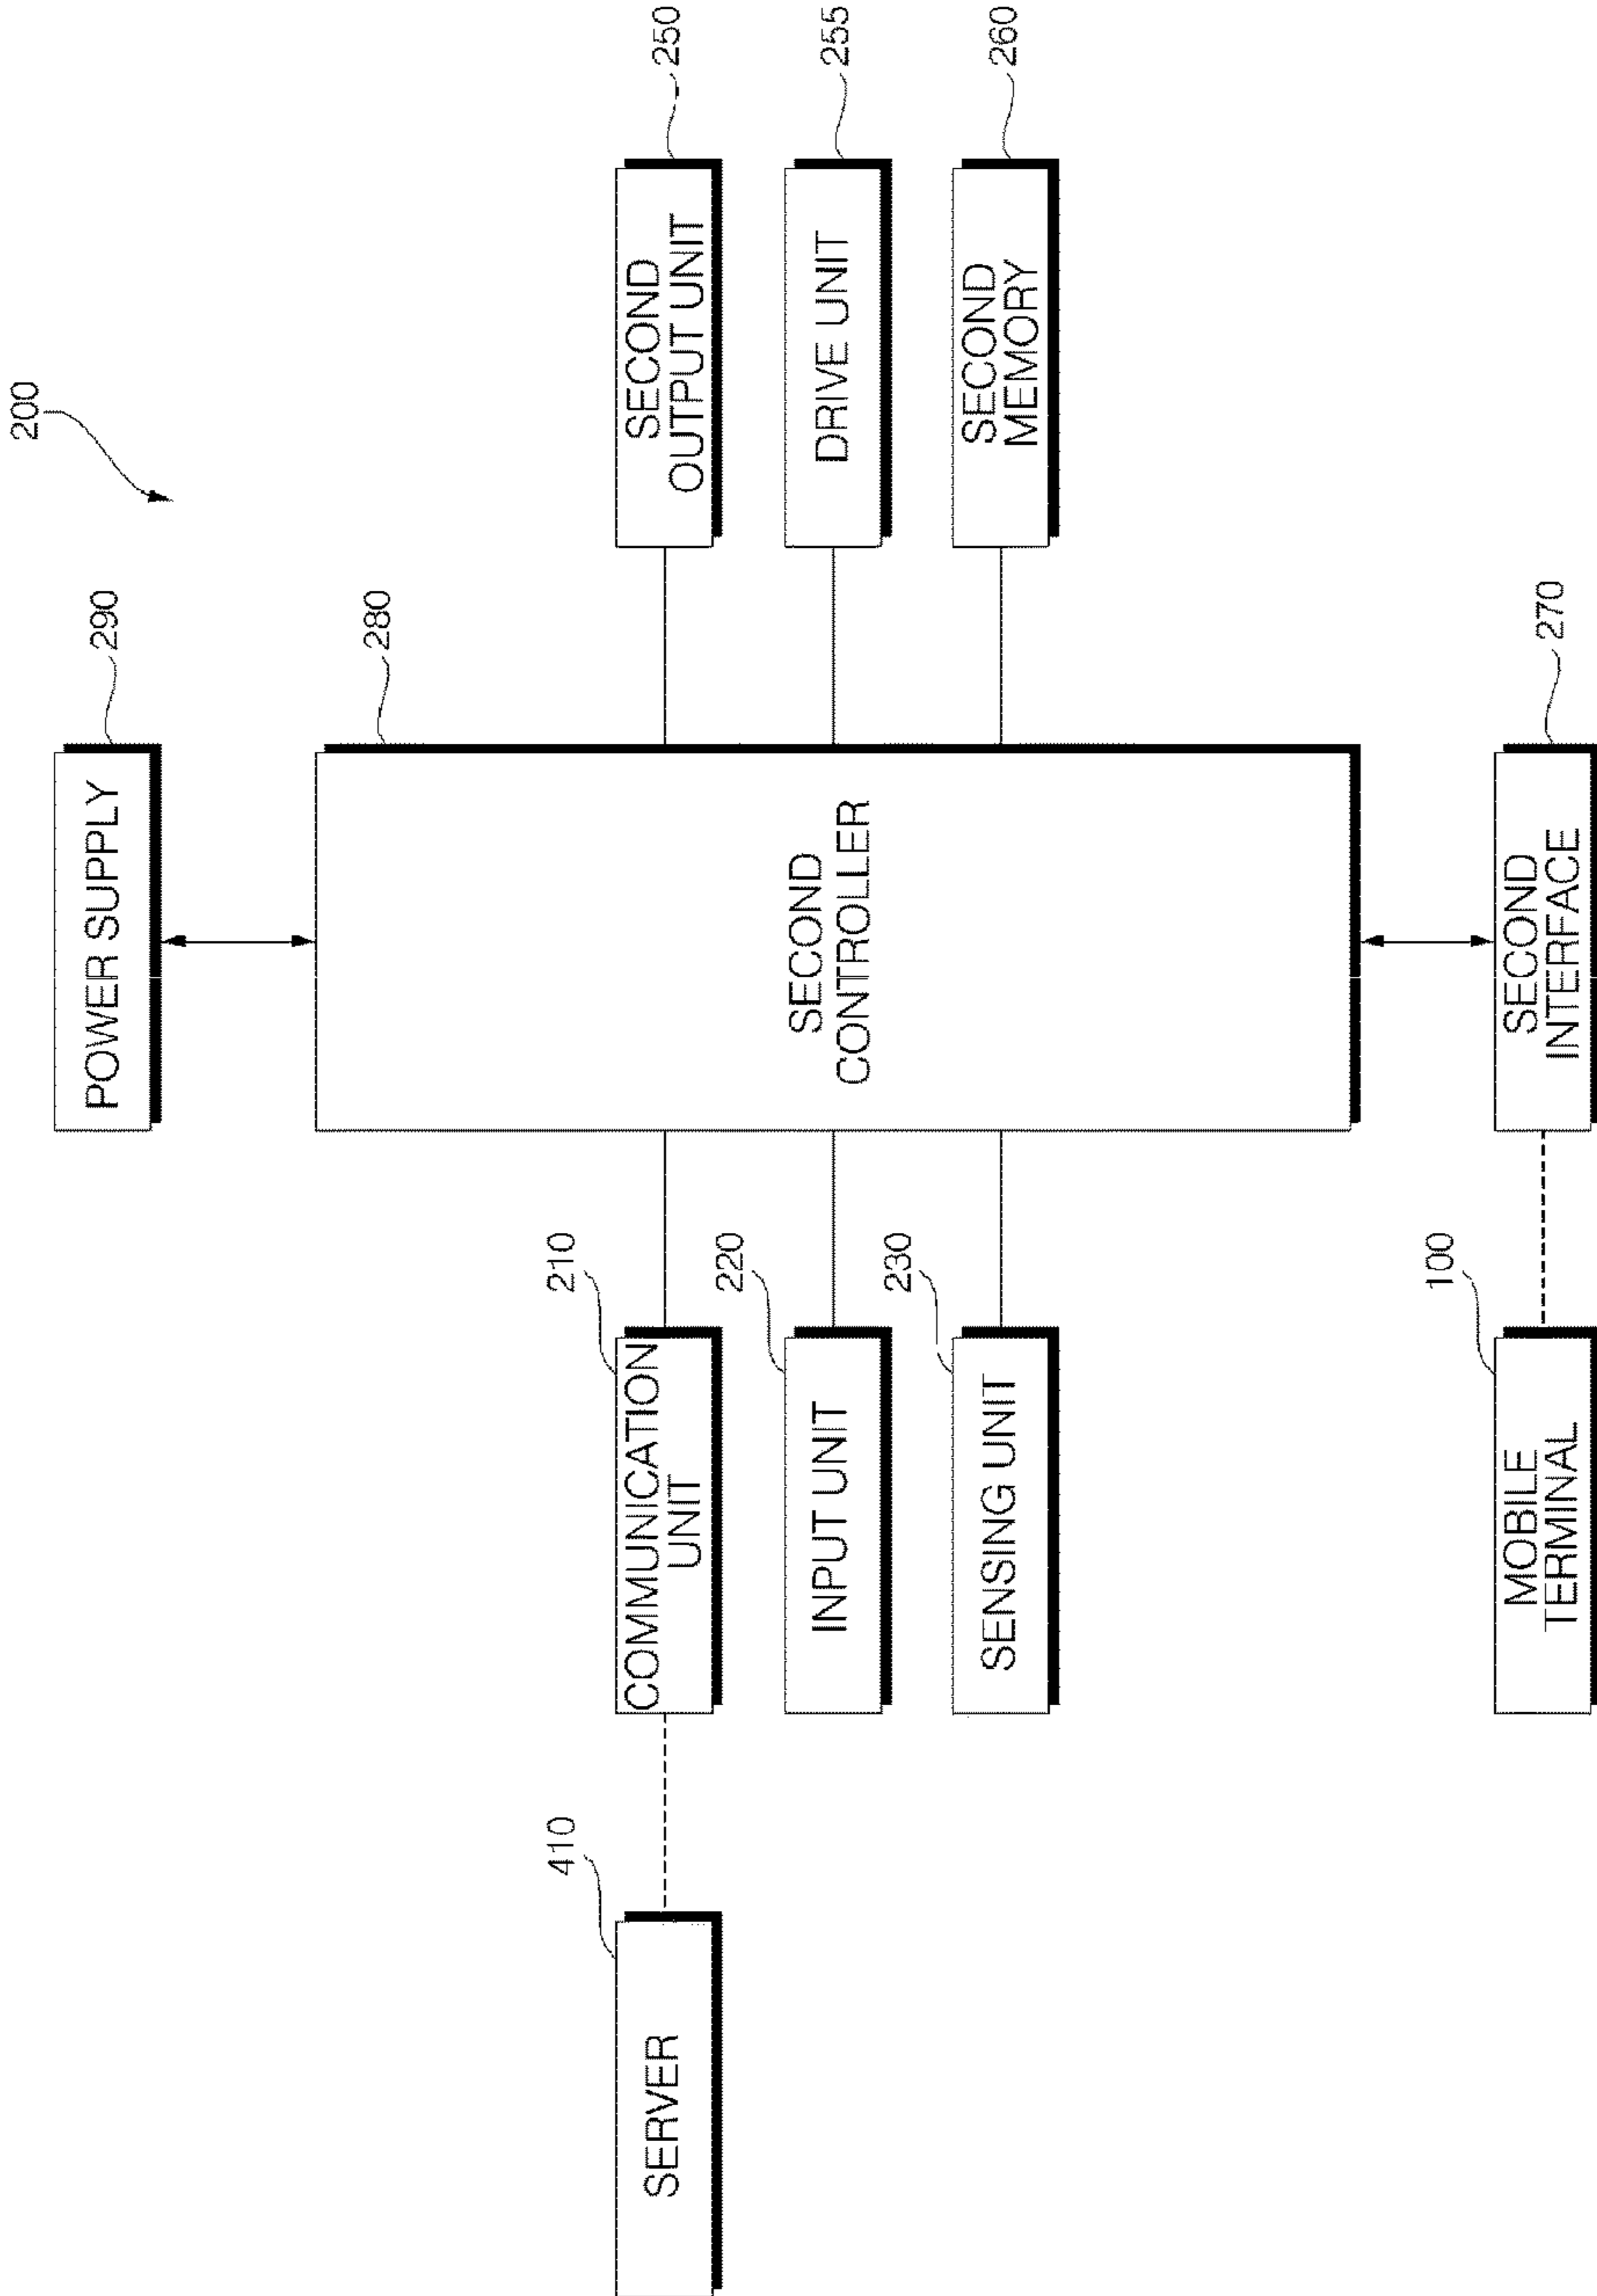 200
POWER SUPPLY
290
SECOND
CONTROLLER
280
SERVER
410
COMMUNICATION
UNIT
210
INPUT UNIT
220
SENSING UNIT
230
SECOND
OUTPUT UNIT
250
DRIVE UNIT
255
SECOND
MEMORY
260
MOBILE
TERMINAL
100
SECOND
INTERFACE
270